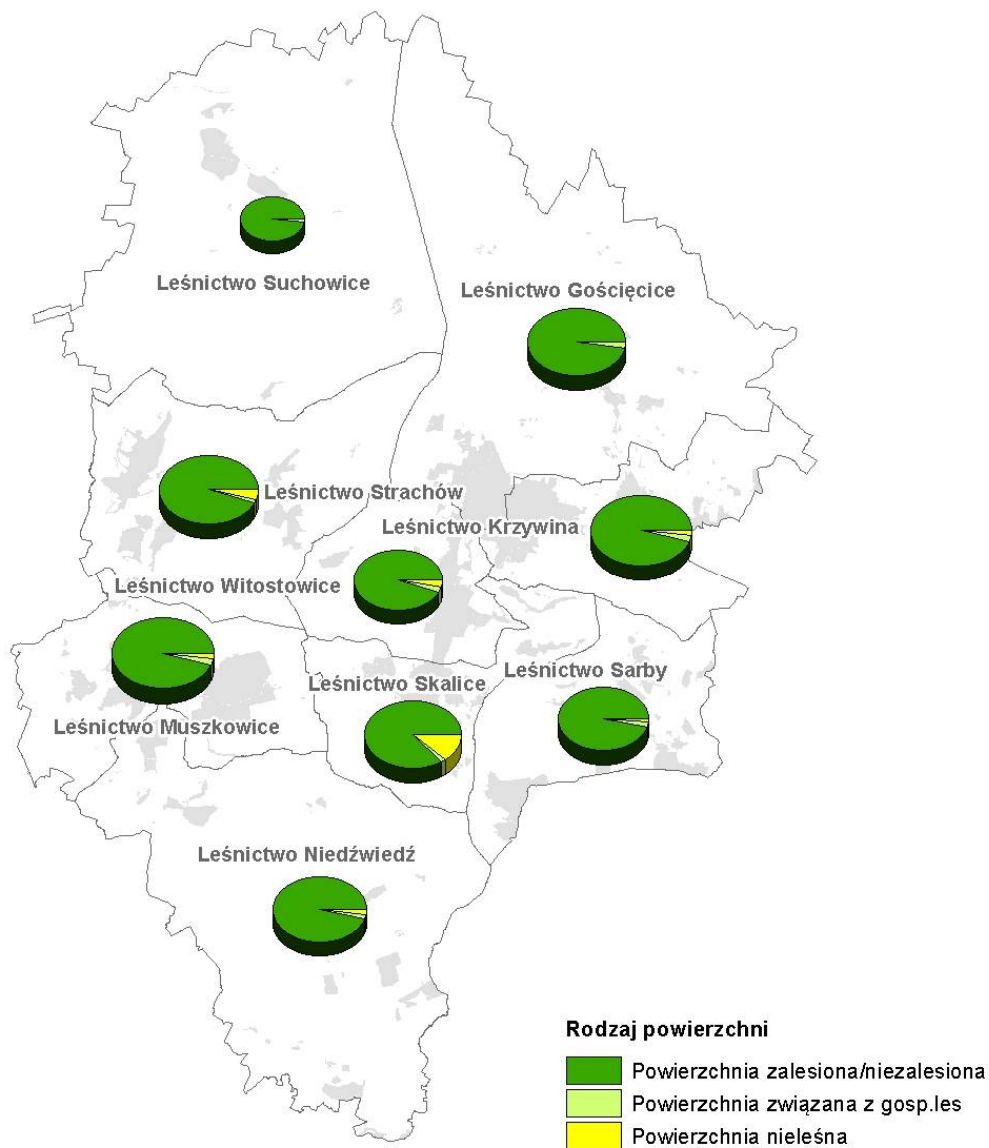 Leśnictwo Suchowice
Leśnictwo Gościęcice
Leśnictwo Strachów
Leśnictwo Krzywina
Leśnictwo Witostowice
Leśnictwo Sarby
Leśnictwo Skalice
Leśnictwo Muszkowice
Leśnictwo Niedźwiedź
Rodzaj powierzchni
Powierzchnia zalesiona/niezalesiona
Powierzchnia związana z gosp.les
Powierzchnia nieleśna